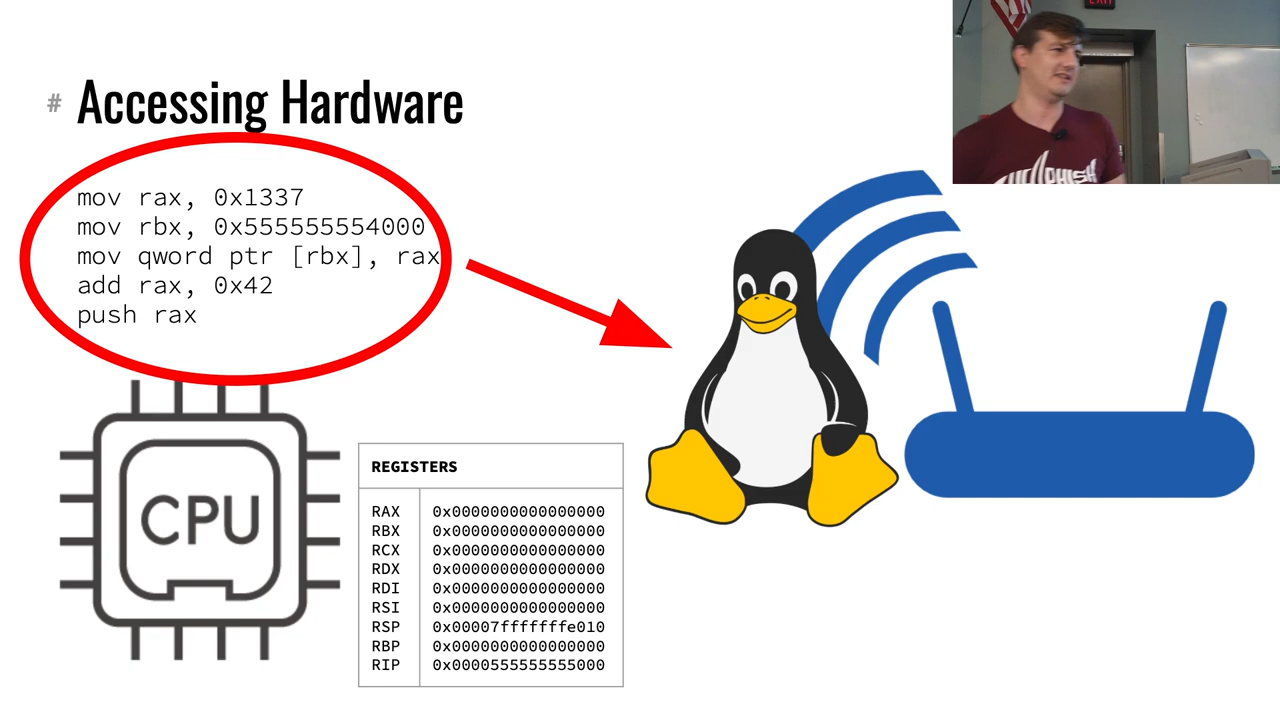 # Accessing Hardware
EXIT
mov rax, 0x1337
mov rbx, 0x555555554000
mov qword ptr [rbx], rax
add rax, 0x42
push rax
CPU
REGISTERS
RAX 0x0000000000000000
RBX 0x0000000000000000
RCX 0x0000000000000000
RDX 0x0000000000000000
RDI 0x0000000000000000
RSI 0x0000000000000000
RSP 0x00007fffffffe010
RBP 0x0000000000000000
RIP 0x0000555555555000